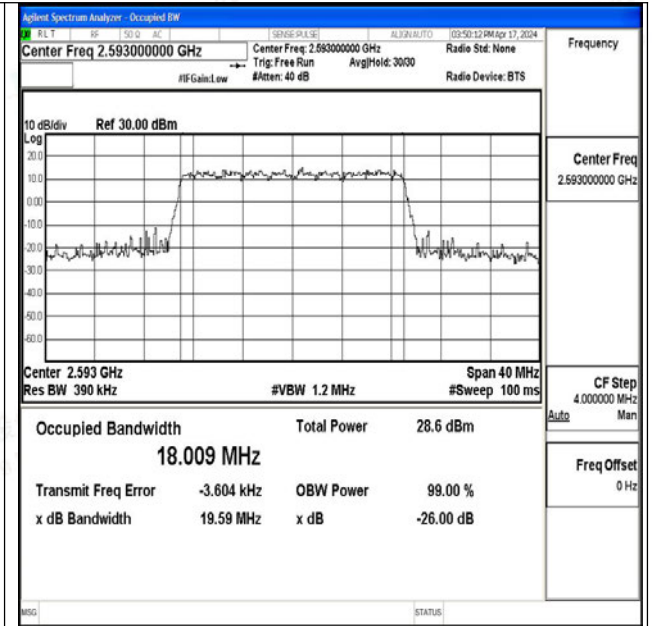 Agilent Spectrum Analyzer - Occupied BW
RL T RF 50 Ω AC SENSE:PULSE ALIGN AUTO 03:50:12 PM Apr 17, 2024
Center Freq 2.593000000 GHz
Center Freq: 2.593000000 GHz
Radio Std: None
Trig: Free Run Avg|Hold: 30/30
#IFGain:Low #Atten: 40 dB Radio Device: BTS
Frequency
10 dB/div Ref 30.00 dBm
Log
20.0
10.0
0.00
-10.0
-20.0
-30.0
-40.0
-50.0
-60.0
Center Freq
2.593000000 GHz
Center 2.593 GHz Span 40 MHz
Res BW 390 kHz #VBW 1.2 MHz #Sweep 100 ms
CF Step
4.000000 MHz
Auto Man
Occupied Bandwidth Total Power 28.6 dBm
18.009 MHz
Transmit Freq Error -3.604 kHz OBW Power 99.00 %
x dB Bandwidth 19.59 MHz x dB -26.00 dB
Freq Offset
0 Hz
MSG STATUS